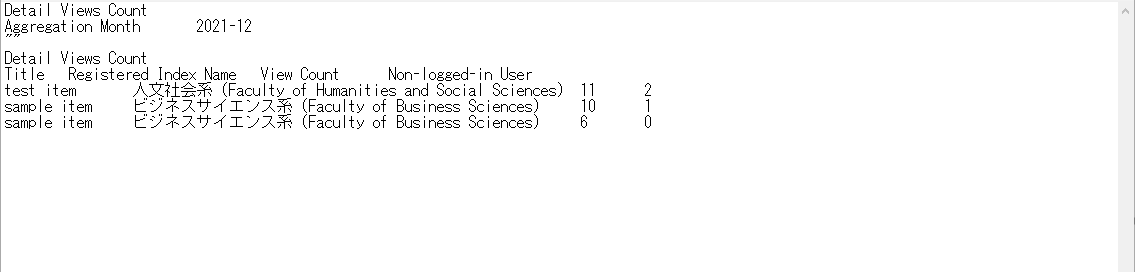 Detail Views Count
Aggregation Month	2021-12
""
Detail Views Count
Title	Registered Index Name	View Count	Non-logged-in User
test item	人文社会系 (Faculty of Humanities and Social Sciences)	11	2
sample item	ビジネスサイエンス系 (Faculty of Business Sciences)	10	1
sample item	ビジネスサイエンス系 (Faculty of Business Sciences)	6	0